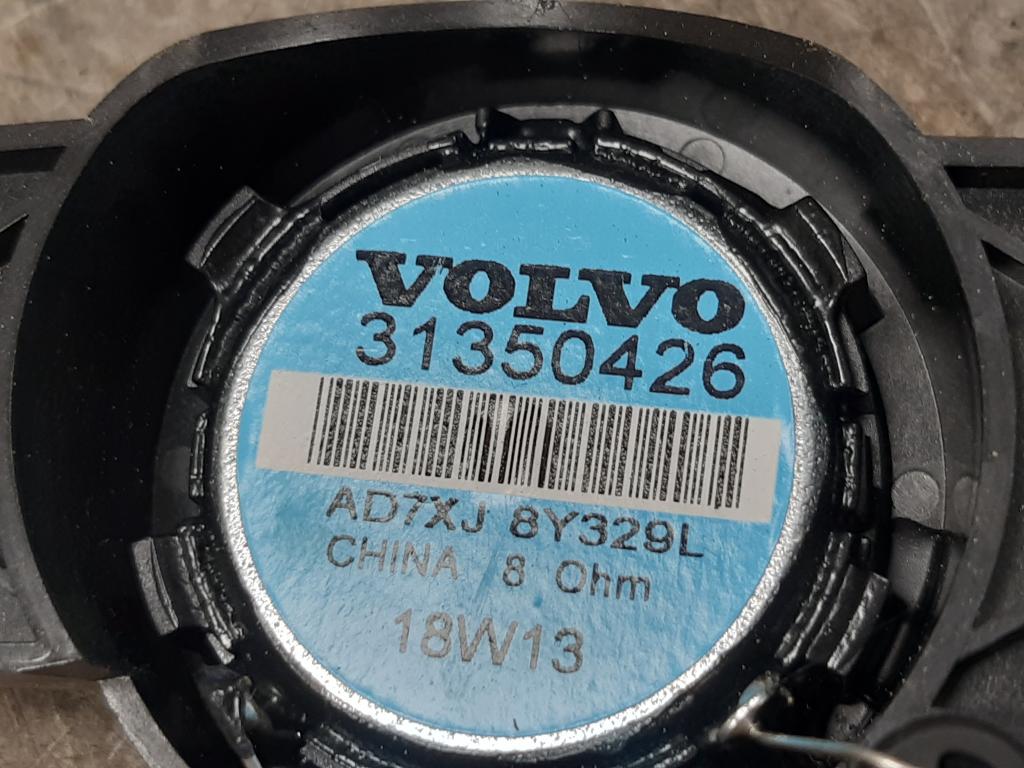 VOLVO
31350426
AD7XJ 8Y329L
CHINA 8 Ohm
18W13